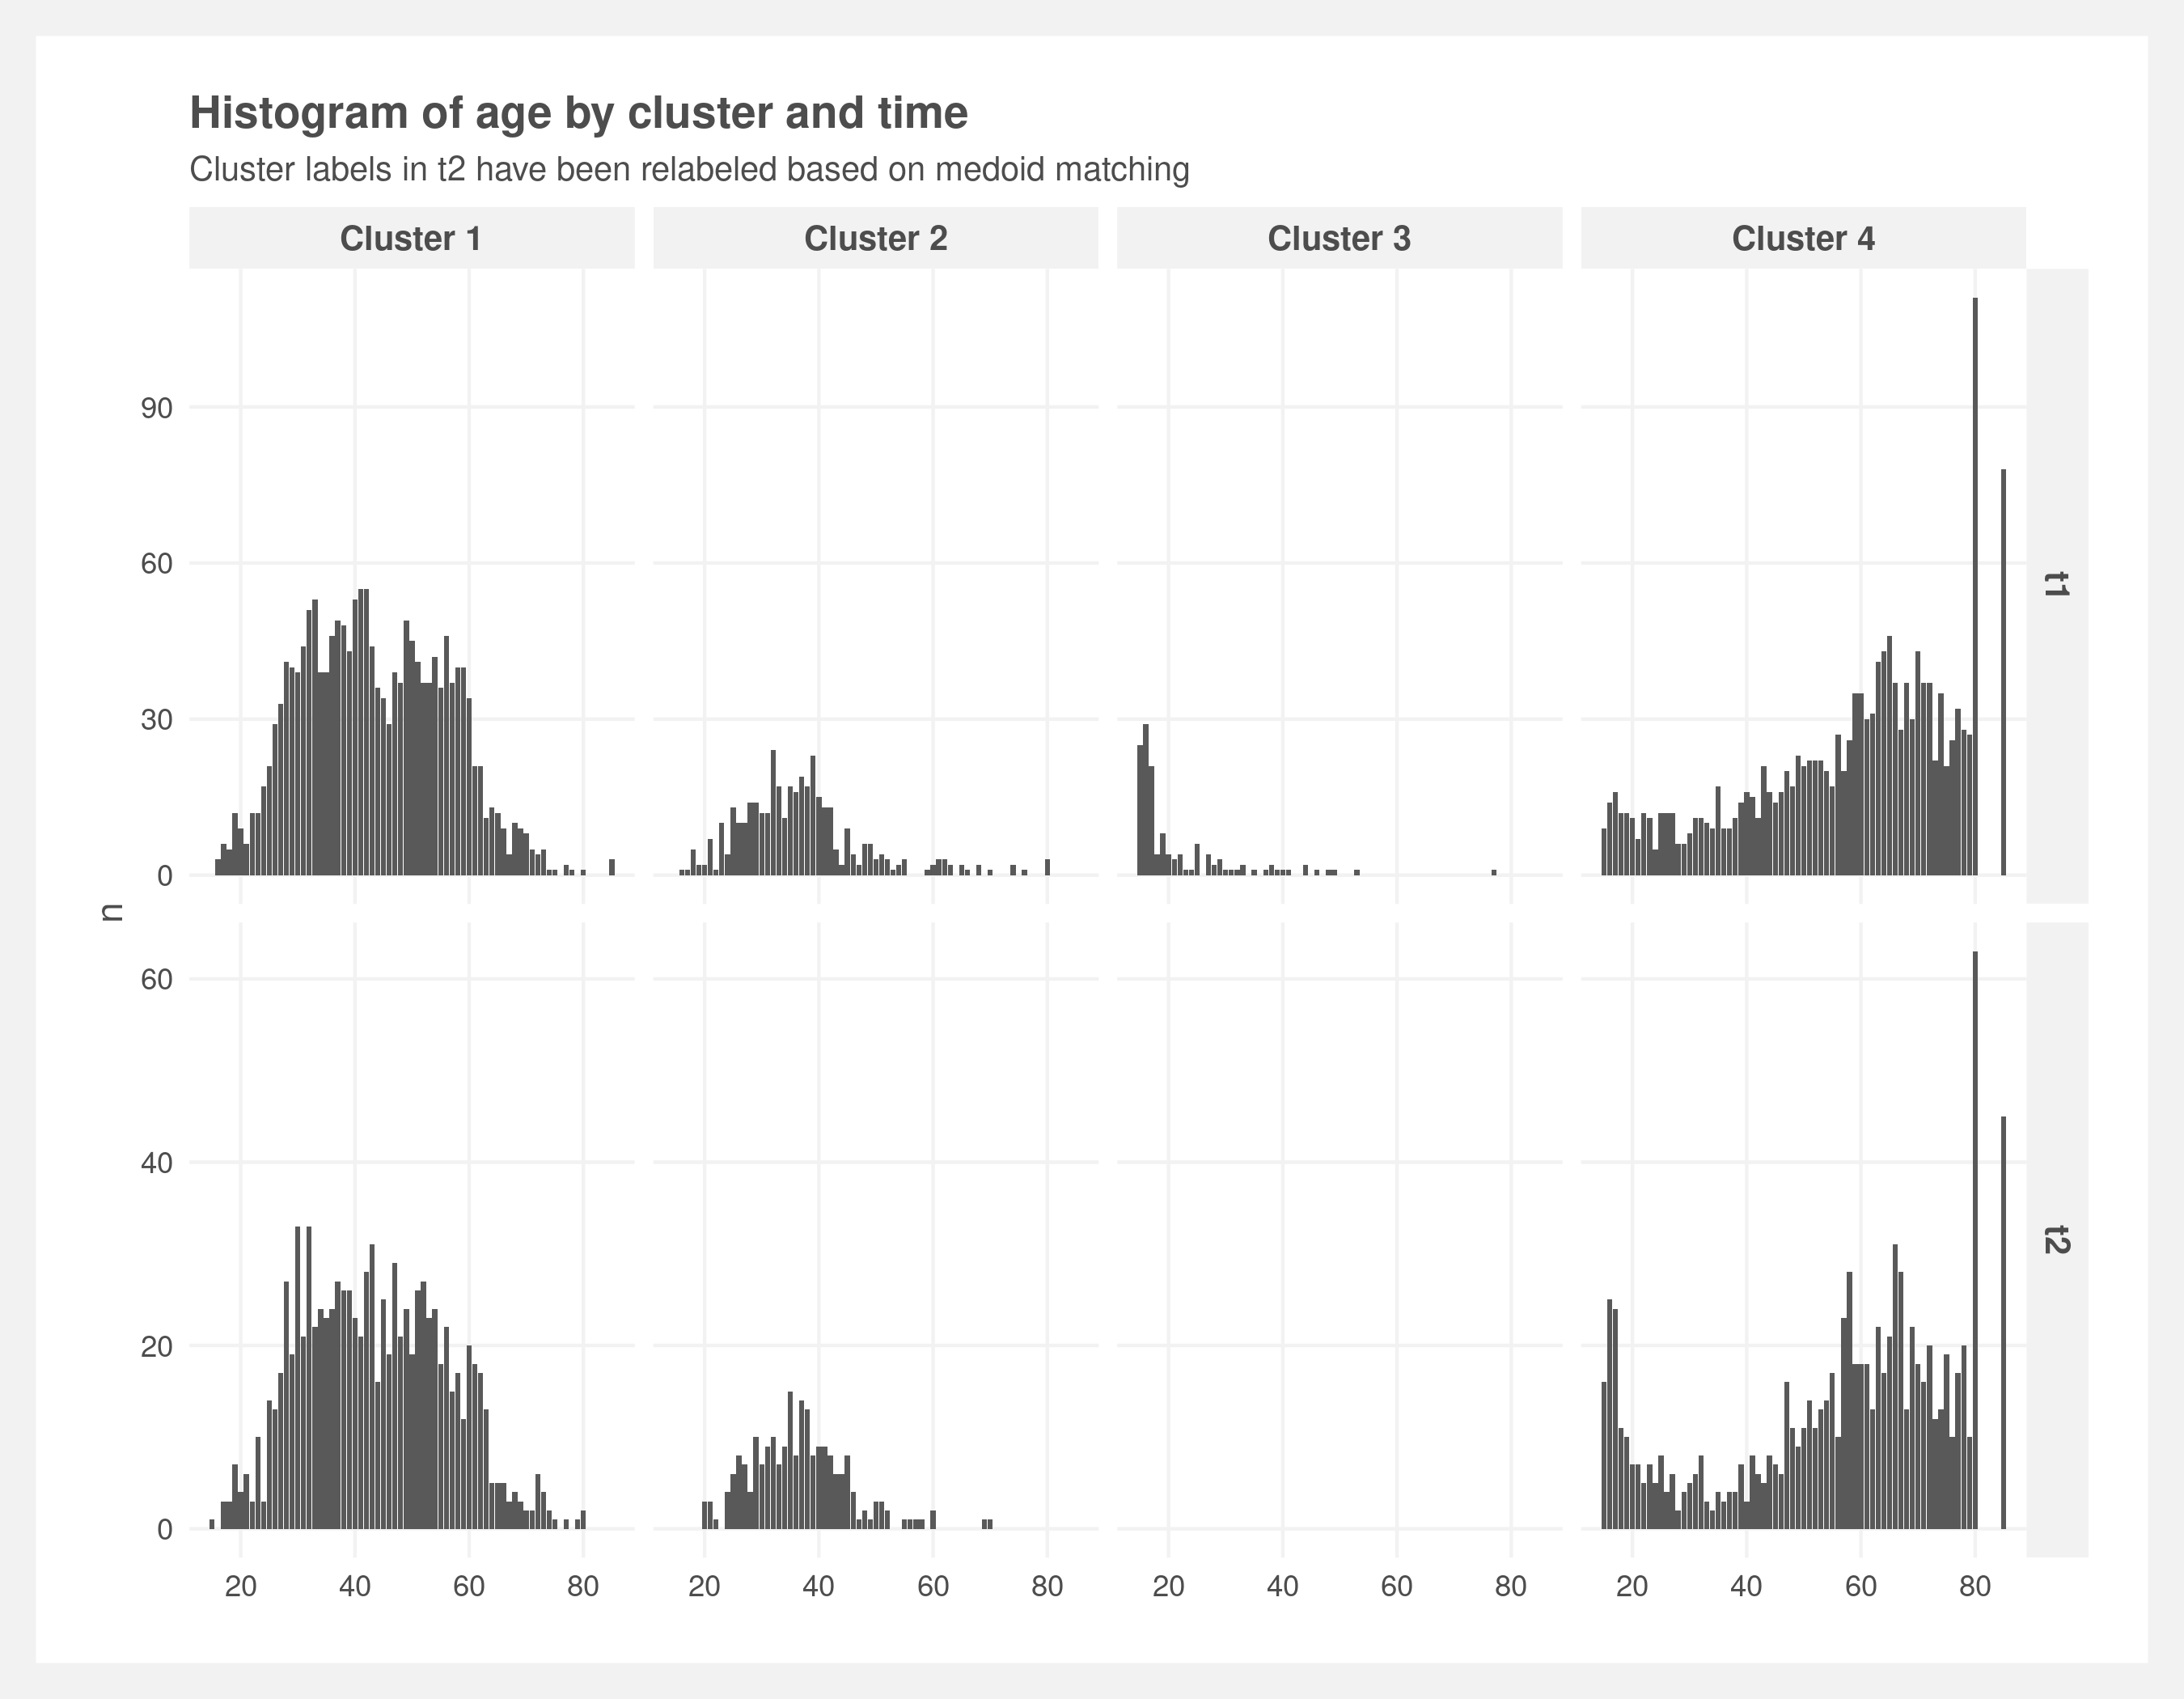 Histogram of age by cluster and time
Cluster labels in t2 have been relabeled based on medoid matching
Cluster 1 Cluster 2 Cluster 3 Cluster 4
90
60
30
0
t1
n
60
40
20
0
t2
20 40 60 80 20 40 60 80 20 40 60 80 20 40 60 80